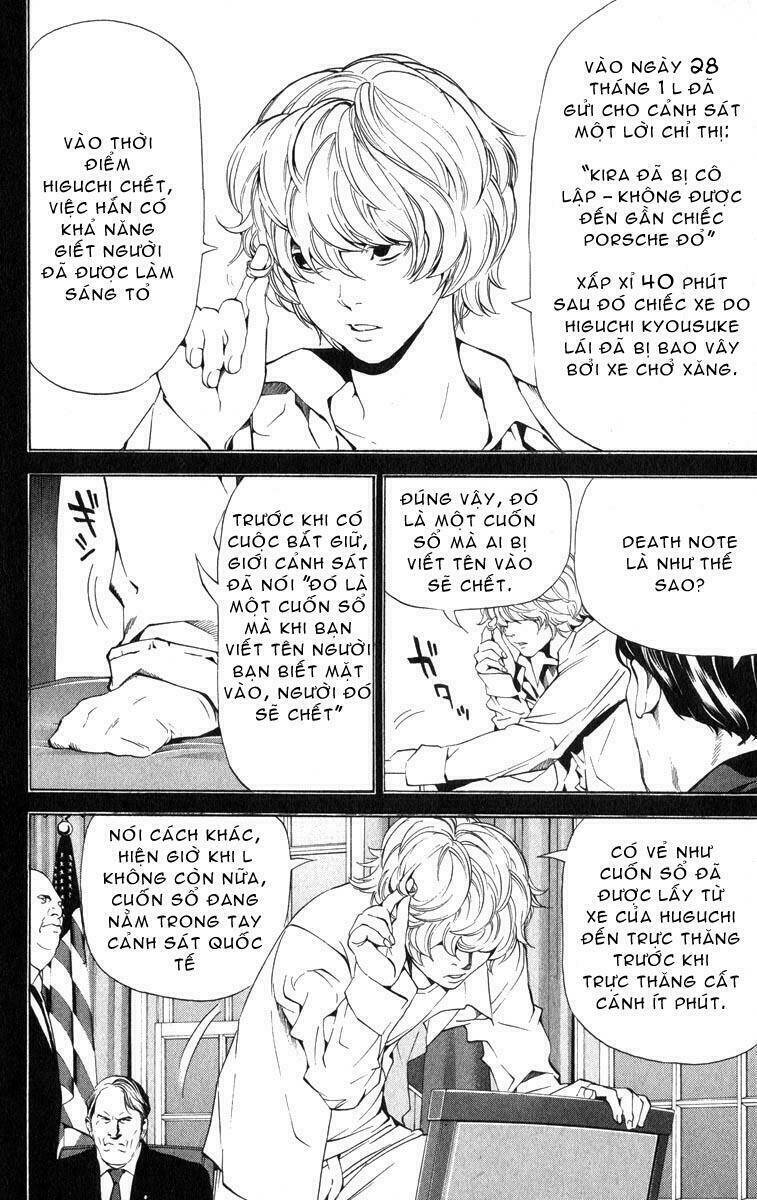 VÀO NGÀY 28
THÁNG 1 L ĐÃ
GỬI CHO CẢNH SÁT
MỘT LỜI CHỈ THỊ:
"KIRA ĐÃ BỊ CÔ
LẬP – KHÔNG ĐƯỢC
ĐẾN GẦN CHIẾC
PORSCHE ĐỎ"
XẤP XỈ 40 PHÚT
SAU ĐÓ CHIẾC XE DO
HIGUCHI KYOUSUKE
LÁI ĐÃ BỊ BAO VÂY
BỞI XE CHỞ XĂNG.
VÀO THỜI
ĐIỂM
HIGUCHI CHẾT,
VIỆC HẮN CÓ
KHẢ NĂNG
GIẾT NGƯỜI
ĐÃ ĐƯỢC LÀM
SÁNG TỎ
DEATH NOTE
LÀ NHƯ THẾ
SAO?
ĐÚNG VẬY, ĐÓ
LÀ MỘT CUỐN
SỔ MÀ AI BỊ
VIẾT TÊN VÀO
SẼ CHẾT.
ガタ
TRƯỚC KHI CÓ
CUỘC BẮT GIỮ,
GIỚI CẢNH SÁT
ĐÃ NÓI "ĐÓ LÀ
MỘT CUỐN SỔ
MÀ KHI BẠN
VIẾT TÊN NGƯỜI
BẠN BIẾT MẶT
VÀO, NGƯỜI ĐÓ
SẼ CHẾT"
CÓ VẺ NHƯ
CUỐN SỔ ĐÃ
ĐƯỢC LẤY TỪ
XE CỦA HUGUCHI
ĐẾN TRỰC THĂNG
TRƯỚC KHI
TRỰC THĂNG CẤT
CÁNH ÍT PHÚT.
NÓI CÁCH KHÁC,
HIỆN GIỜ KHI L
KHÔNG CÒN NỮA,
CUỐN SỔ ĐANG
NẰM TRONG TAY
CẢNH SÁT QUỐC
TẾ